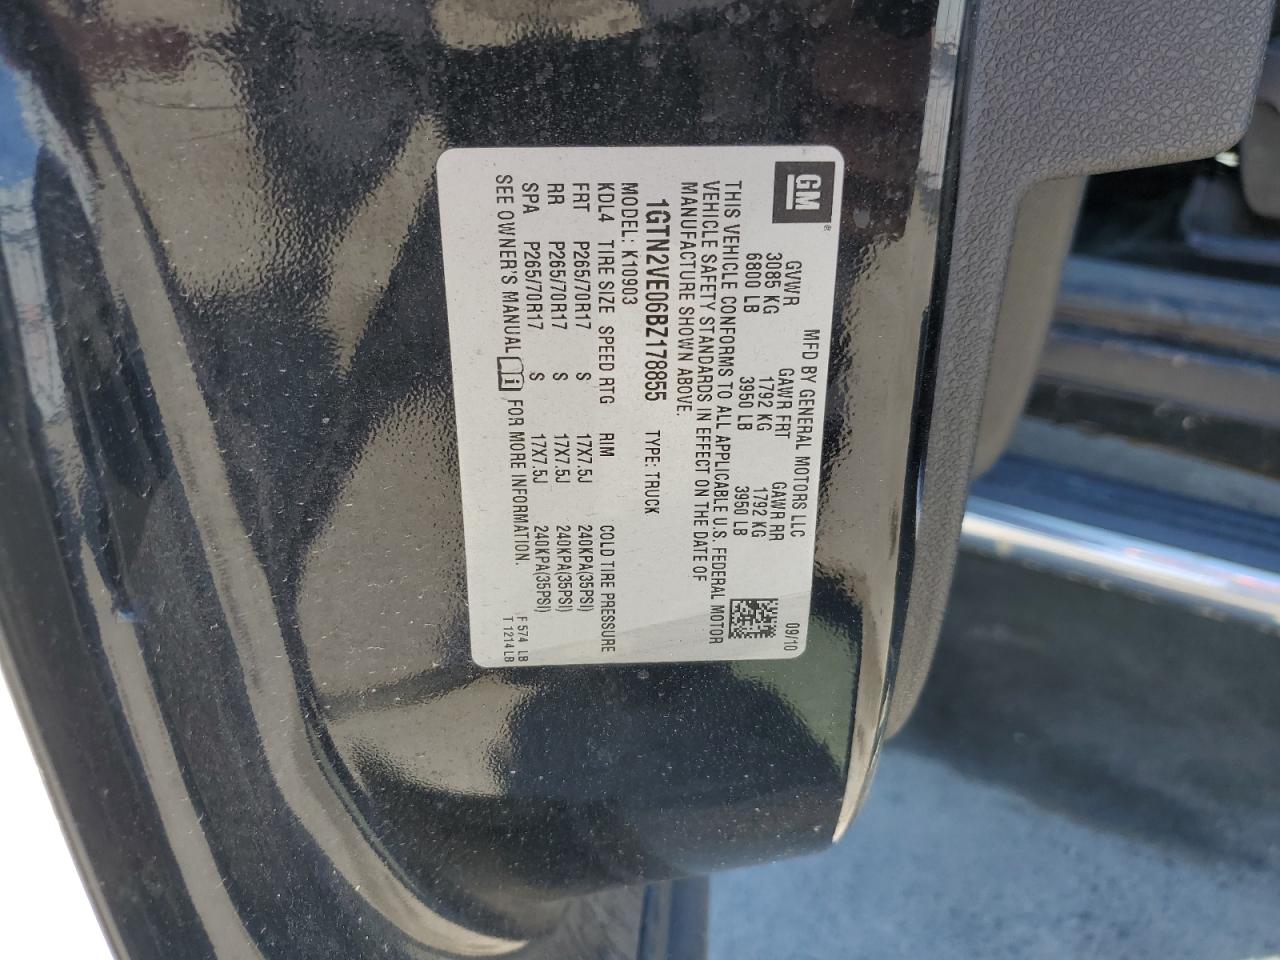 GM
®
MFD BY GENERAL MOTORS LLC
09/10
GVWR GAWR FRT GAWR RR
3085 KG 1792 KG 1792 KG
6800 LB 3950 LB 3950 LB
THIS VEHICLE CONFORMS TO ALL APPLICABLE U.S. FEDERAL MOTOR
VEHICLE SAFETY STANDARDS IN EFFECT ON THE DATE OF
MANUFACTURE SHOWN ABOVE.
1GTN2VE06BZ178855 TYPE: TRUCK
MODEL: K10903
KDL4 TIRE SIZE SPEED RTG RIM COLD TIRE PRESSURE
FRT P265/70R17 S 17X7.5J 240KPA(35PSI)
RR P265/70R17 S 17X7.5J 240KPA(35PSI)
SPA P265/70R17 S 17X7.5J 240KPA(35PSI)
SEE OWNER'S MANUAL i FOR MORE INFORMATION.
F 574 LB
T 1214 LB